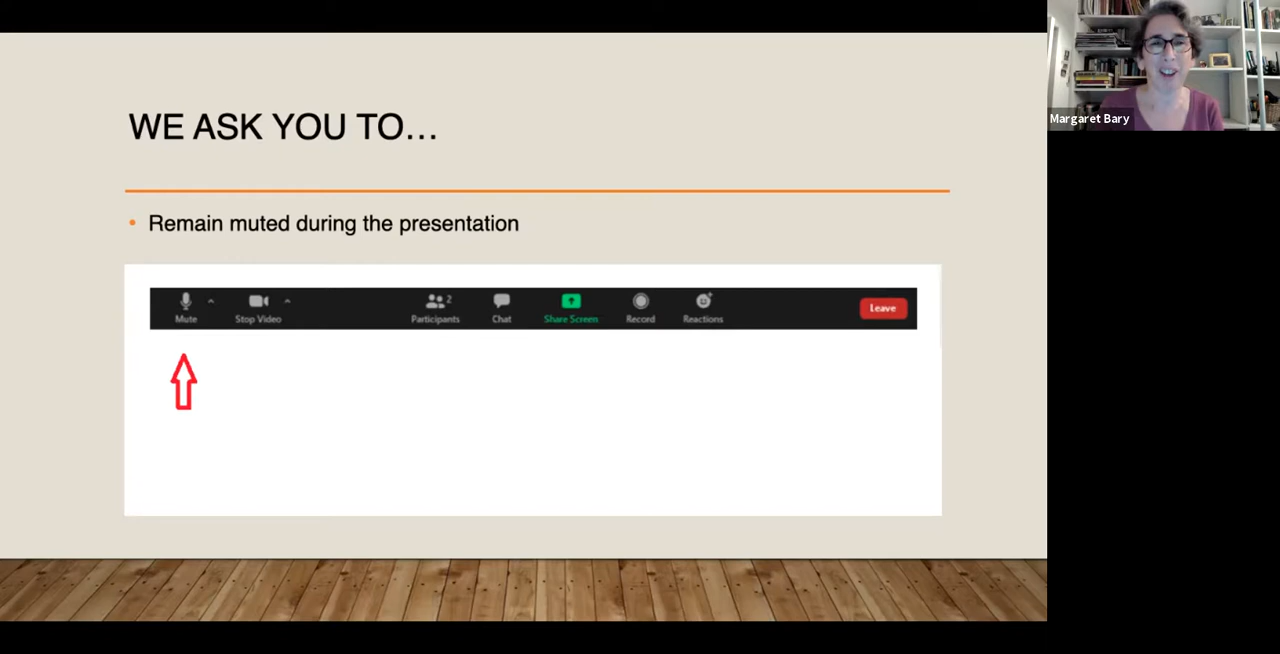 WE ASK YOU TO...
• Remain muted during the presentation
Mute Stop Video Participants 2 Chat Share Screen Record Reactions Leave
Margaret Bary